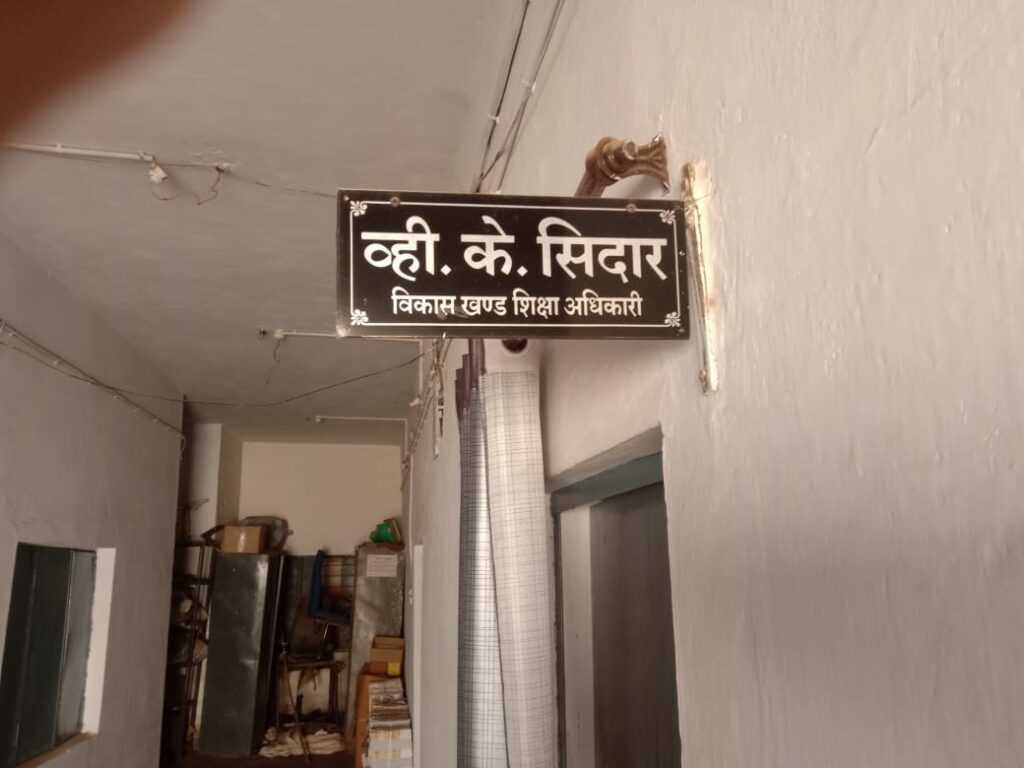 व्ही. के. सिदार
विकास खण्ड शिक्षा अधिकारी